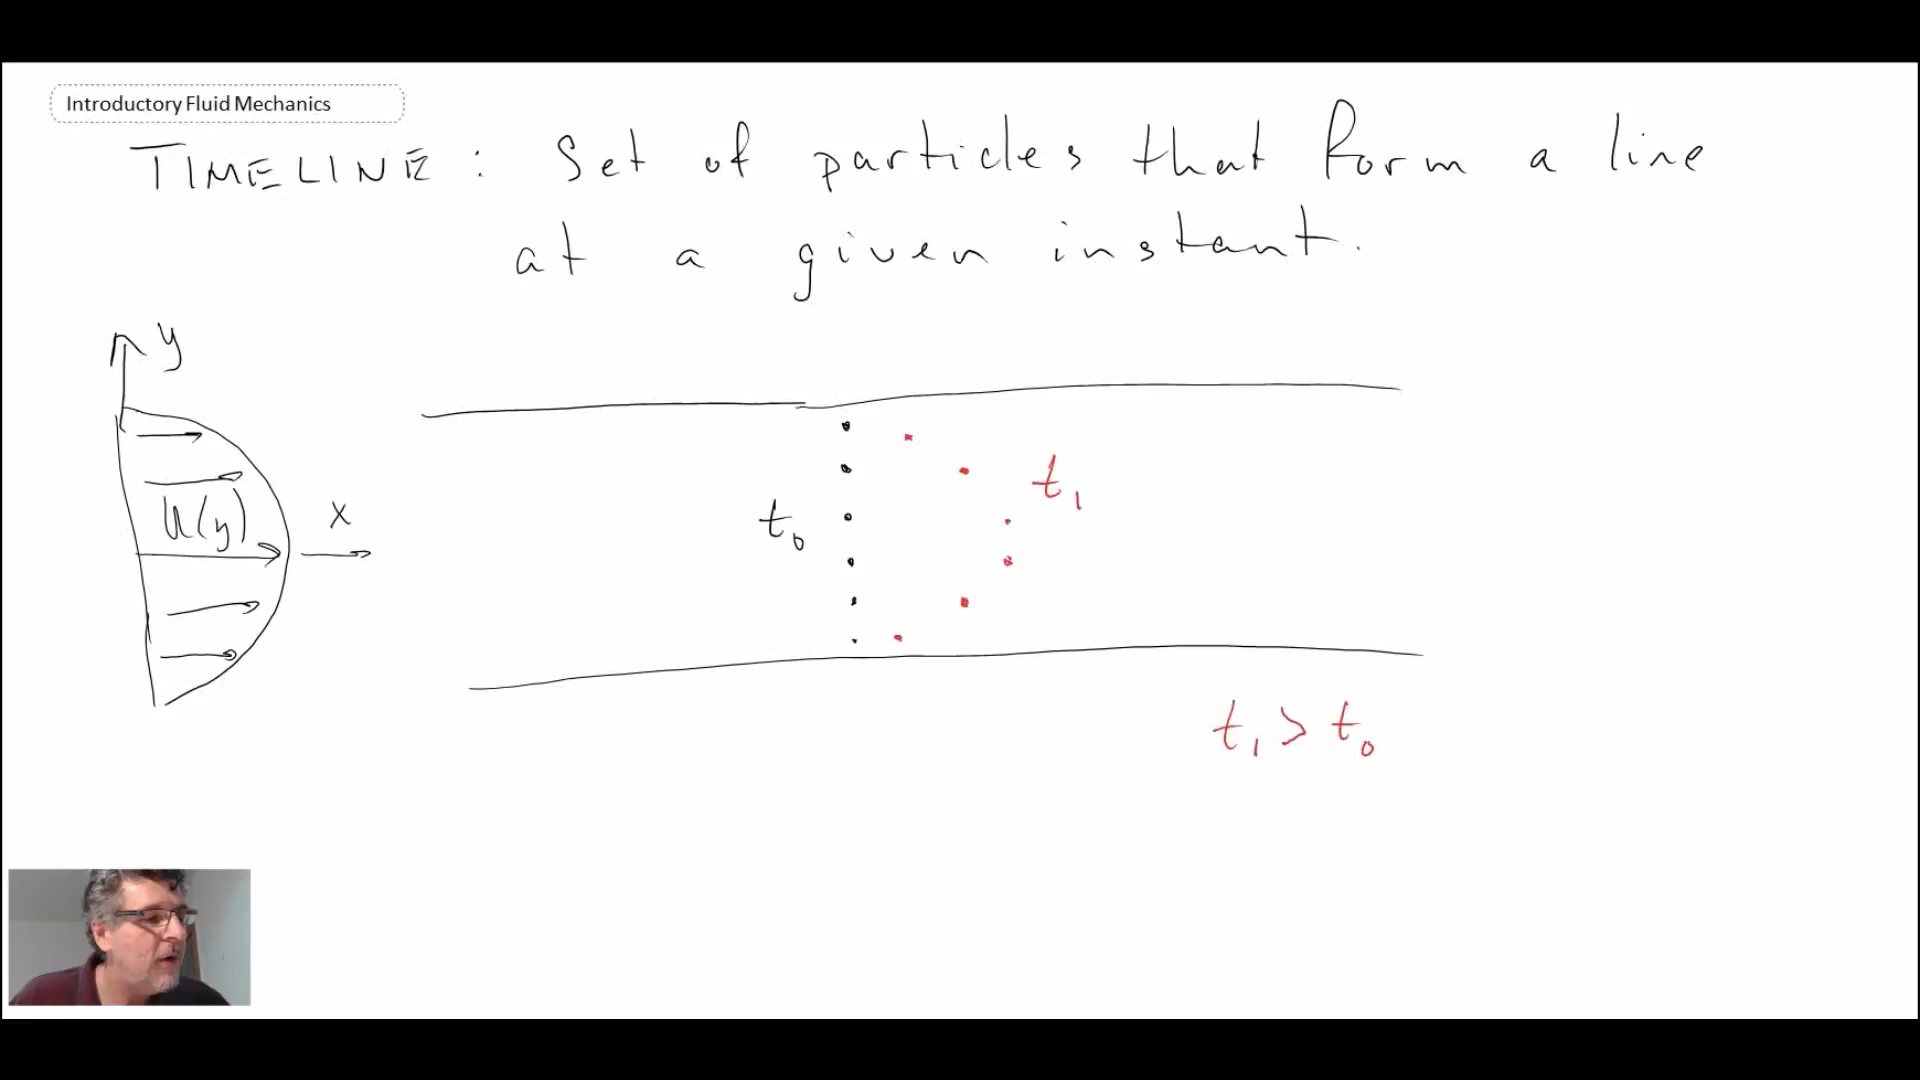 Introductory Fluid Mechanics
TIMELINE: Set of particles that form a line
at a given instant.
y
u(y)
x
t₀
t₁
t₁ > t₀